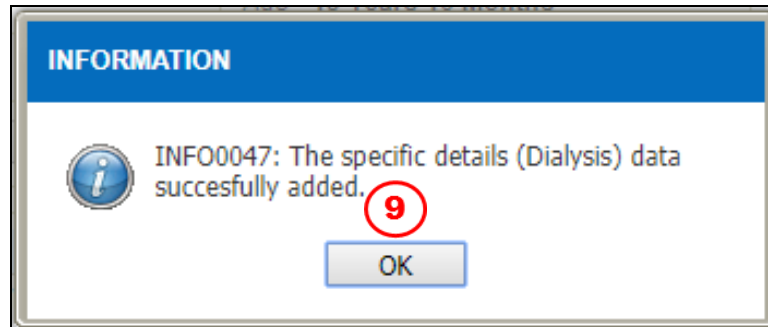 INFORMATION
INFO0047: The specific details (Dialysis) data
succesfully added.
9
OK